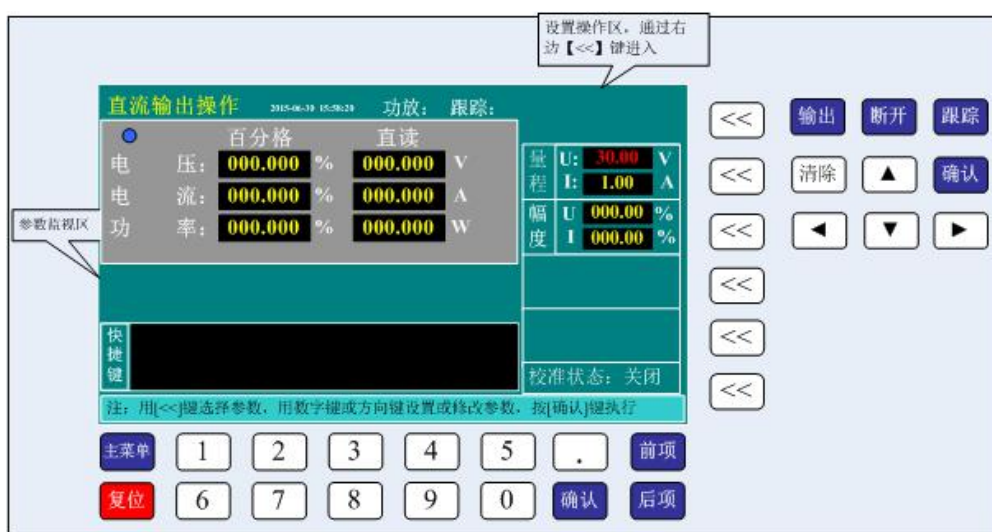 设置操作区，通过右
边【<<】键进入
直流输出操作 2015-06-30 15:58:20 功放： 跟踪：
百分格 直读
电 压： 000.000 % 000.000 V
电 流： 000.000 % 000.000 A
功 率： 000.000 % 000.000 W
量程 U: 30.00 V
I: 1.00 A
幅度 U 000.00 %
I 000.00 %
参数监视区
快捷键
校准状态：关闭
注：用[<<]键选择参数，用数字键或方向键设置或修改参数，按[确认]键执行
<< 输出 断开 跟踪
<< 清除 ▲ 确认
<< ◄ ▼ ►
<<
<<
<<
主菜单 1 2 3 4 5 . 前项
复位 6 7 8 9 0 确认 后项